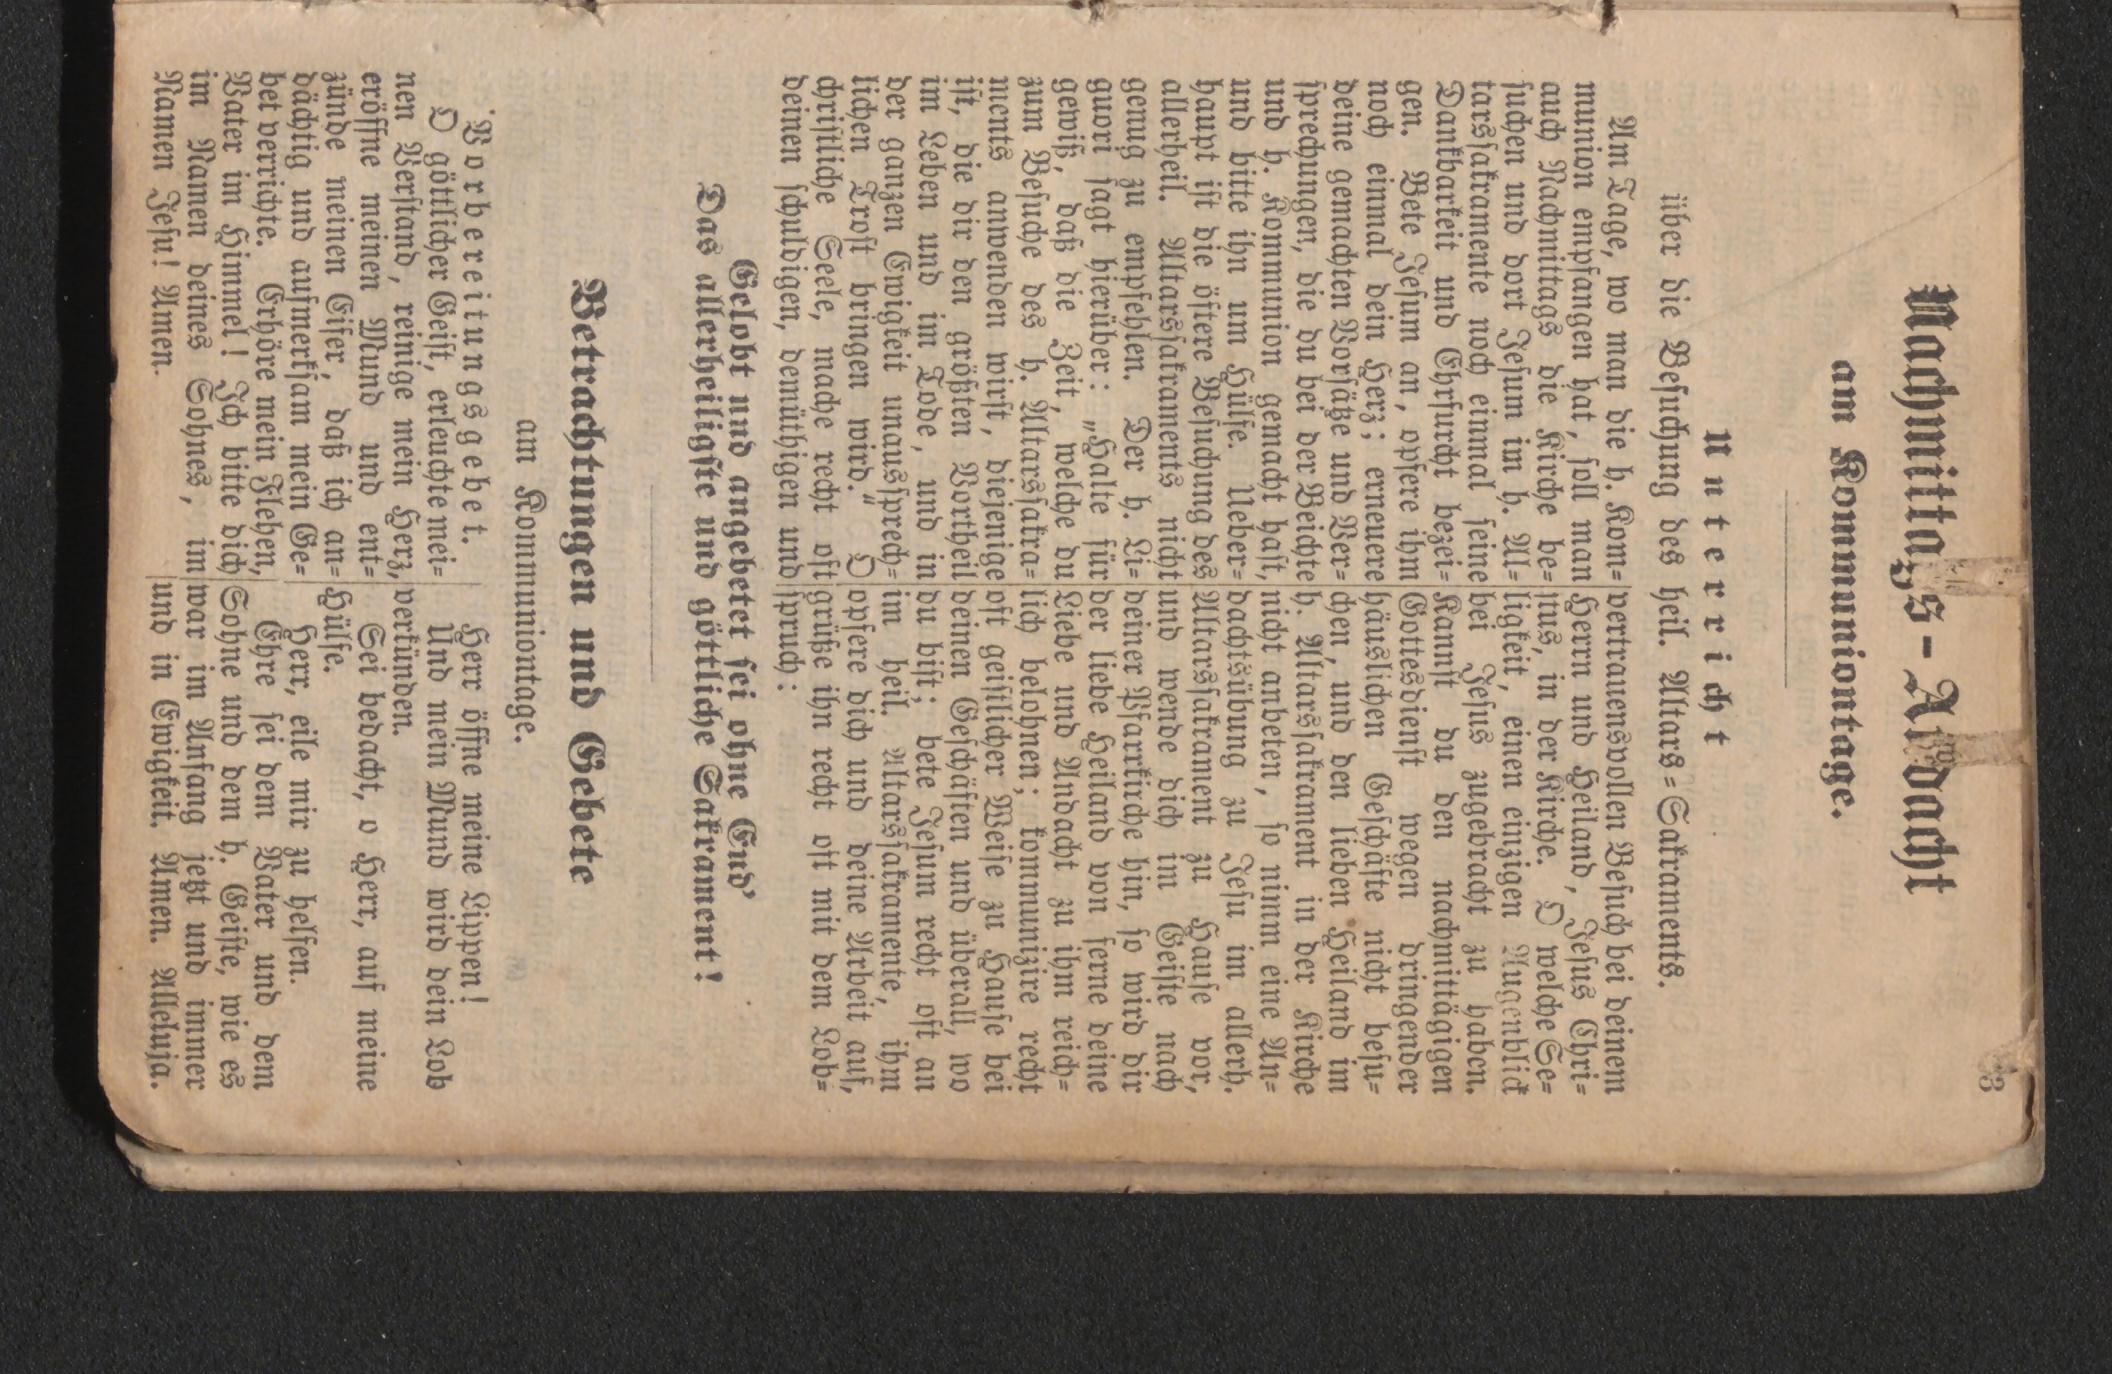 3
Nachmittags-Andacht
am Kommuniontage.
Unterricht
über die Besuchung des heil. Altars=Sakraments.
Am Tage, wo man die h. Kom=
munion empfangen hat, soll man
auch Nachmittags die Kirche be=
suchen und dort Jesum im h. Al=
tarssakramente noch einmal seine
Dankbarkeit und Ehrfurcht bezei=
gen. Bete Jesum an, opfere ihm
noch einmal dein Herz; erneuere
deine gemachten Vorsätze und Ver=
sprechungen, die du bei der Beichte
und h. Kommunion gemacht hast,
und bitte ihn um Hülfe. Ueber=
haupt ist die öftere Besuchung des
allerheil. Altarssakraments nicht
genug zu empfehlen. Der h. Li=
guori sagt hierüber: „Halte für
gewiß, daß die Zeit, welche du
zum Besuche des h. Altarssakra=
ments anwenden wirst, diejenige
ist, die dir den größten Vortheil
im Leben und im Tode, und in
der ganzen Ewigkeit unaussprech=
lichen Trost bringen wird.“ O
christliche Seele, mache recht oft
deinen schuldigen, demüthigen und
vertrauensvollen Besuch bei deinem
Herrn und Heiland, Jesus Chri=
stus, in der Kirche. O welche Se=
ligkeit, einen einzigen Augenblick
bei Jesus zugebracht zu haben.
Kannst du den nachmittägigen
Gottesdienst wegen dringender
häuslichen Geschäfte nicht besu=
chen, und den lieben Heiland im
h. Altarssakrament in der Kirche
nicht anbeten, so nimm eine An=
dachtsübung zu Jesu im allerh.
Altarssakrament zu Hause vor,
und wende dich im Geiste nach
deiner Pfarrkirche hin, so wird dir
der liebe Heiland von ferne deine
Liebe und Andacht zu ihm reich=
lich belohnen; kommunizire recht
oft geistlicher Weise zu Hause bei
deinen Geschäften und überall, wo
du bist; bete Jesum recht oft an
im heil. Altarssakramente, ihm
opfere dich und deine Arbeit auf,
grüße ihn recht oft mit dem Lob=
spruch:
Gelobt und angebetet sei ohne End'
Das allerheiligste und göttliche Sakrament!
Betrachtungen und Gebete
am Kommuniontage.
Vorbereitungsgebet.
O göttlicher Geist, erleuchte mei=
nen Verstand, reinige mein Herz,
eröffne meinen Mund und ent=
zünde meinen Eifer, daß ich an=
dächtig und aufmerksam mein Ge=
bet verrichte. Erhöre mein Flehen,
Vater im Himmel! Ich bitte dich
im Namen deines Sohnes, im
Namen Jesu! Amen.
Herr öffne meine Lippen!
Und mein Mund wird dein Lob
verkünden.
Sei bedacht, o Herr, auf meine
Hülfe.
Herr, eile mir zu helfen.
Ehre sei dem Vater und dem
Sohne und dem h. Geiste, wie es
war im Anfang jetzt und immer
und in Ewigkeit. Amen. Alleluja.